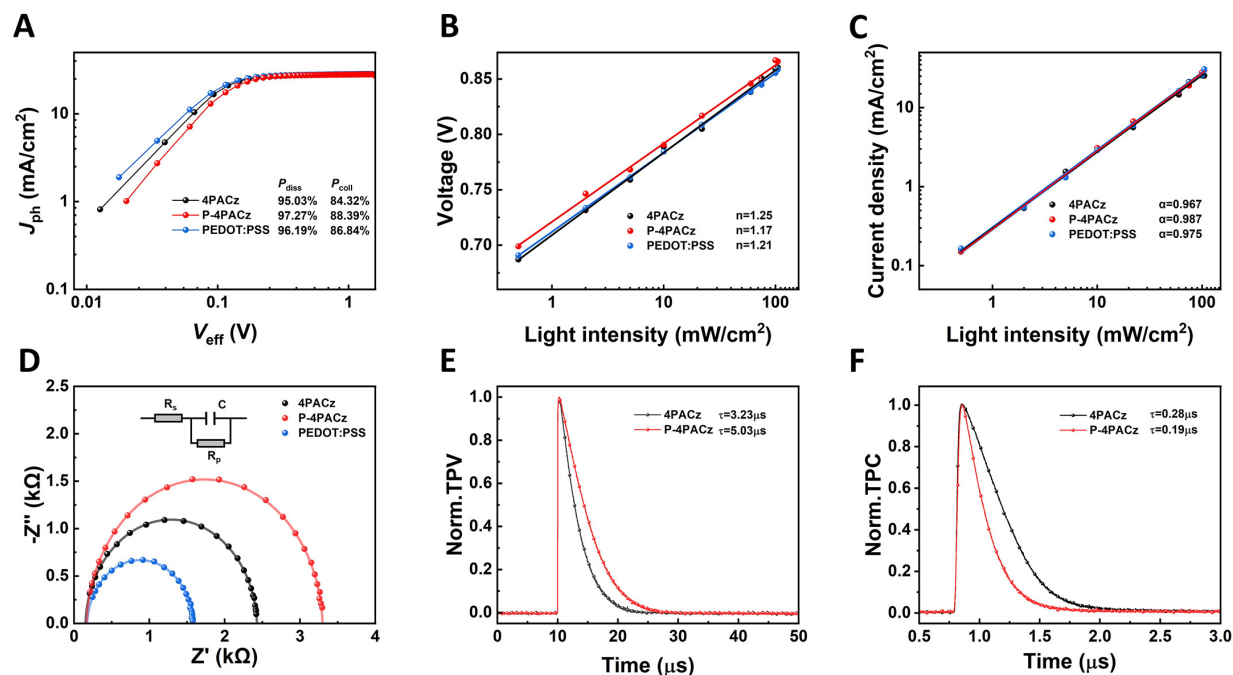 A
J_ph (mA/cm²)
10
1
0.1
0.01
0.1
1
V_eff (V)
P_diss P_coll
4PACz 95.03% 84.32%
P-4PACz 97.27% 88.39%
PEDOT:PSS 96.19% 86.84%
B
Voltage (V)
0.85
0.80
0.75
0.70
1
10
100
Light intensity (mW/cm²)
4PACz n=1.25
P-4PACz n=1.17
PEDOT:PSS n=1.21
C
Current density (mA/cm²)
10
1
0.1
1
10
100
Light intensity (mW/cm²)
4PACz α=0.967
P-4PACz α=0.987
PEDOT:PSS α=0.975
D
-Z'' (kΩ)
2.5
2.0
1.5
1.0
0.5
0.0
0
1
2
3
4
Z' (kΩ)
R_s
C
R_p
4PACz
P-4PACz
PEDOT:PSS
E
Norm.TPV
1.0
0.8
0.6
0.4
0.2
0.0
0
10
20
30
40
50
Time (μs)
4PACz τ=3.23μs
P-4PACz τ=5.03μs
F
Norm.TPC
1.0
0.8
0.6
0.4
0.2
0.0
0.5
1.0
1.5
2.0
2.5
3.0
Time (μs)
4PACz τ=0.28μs
P-4PACz τ=0.19μs